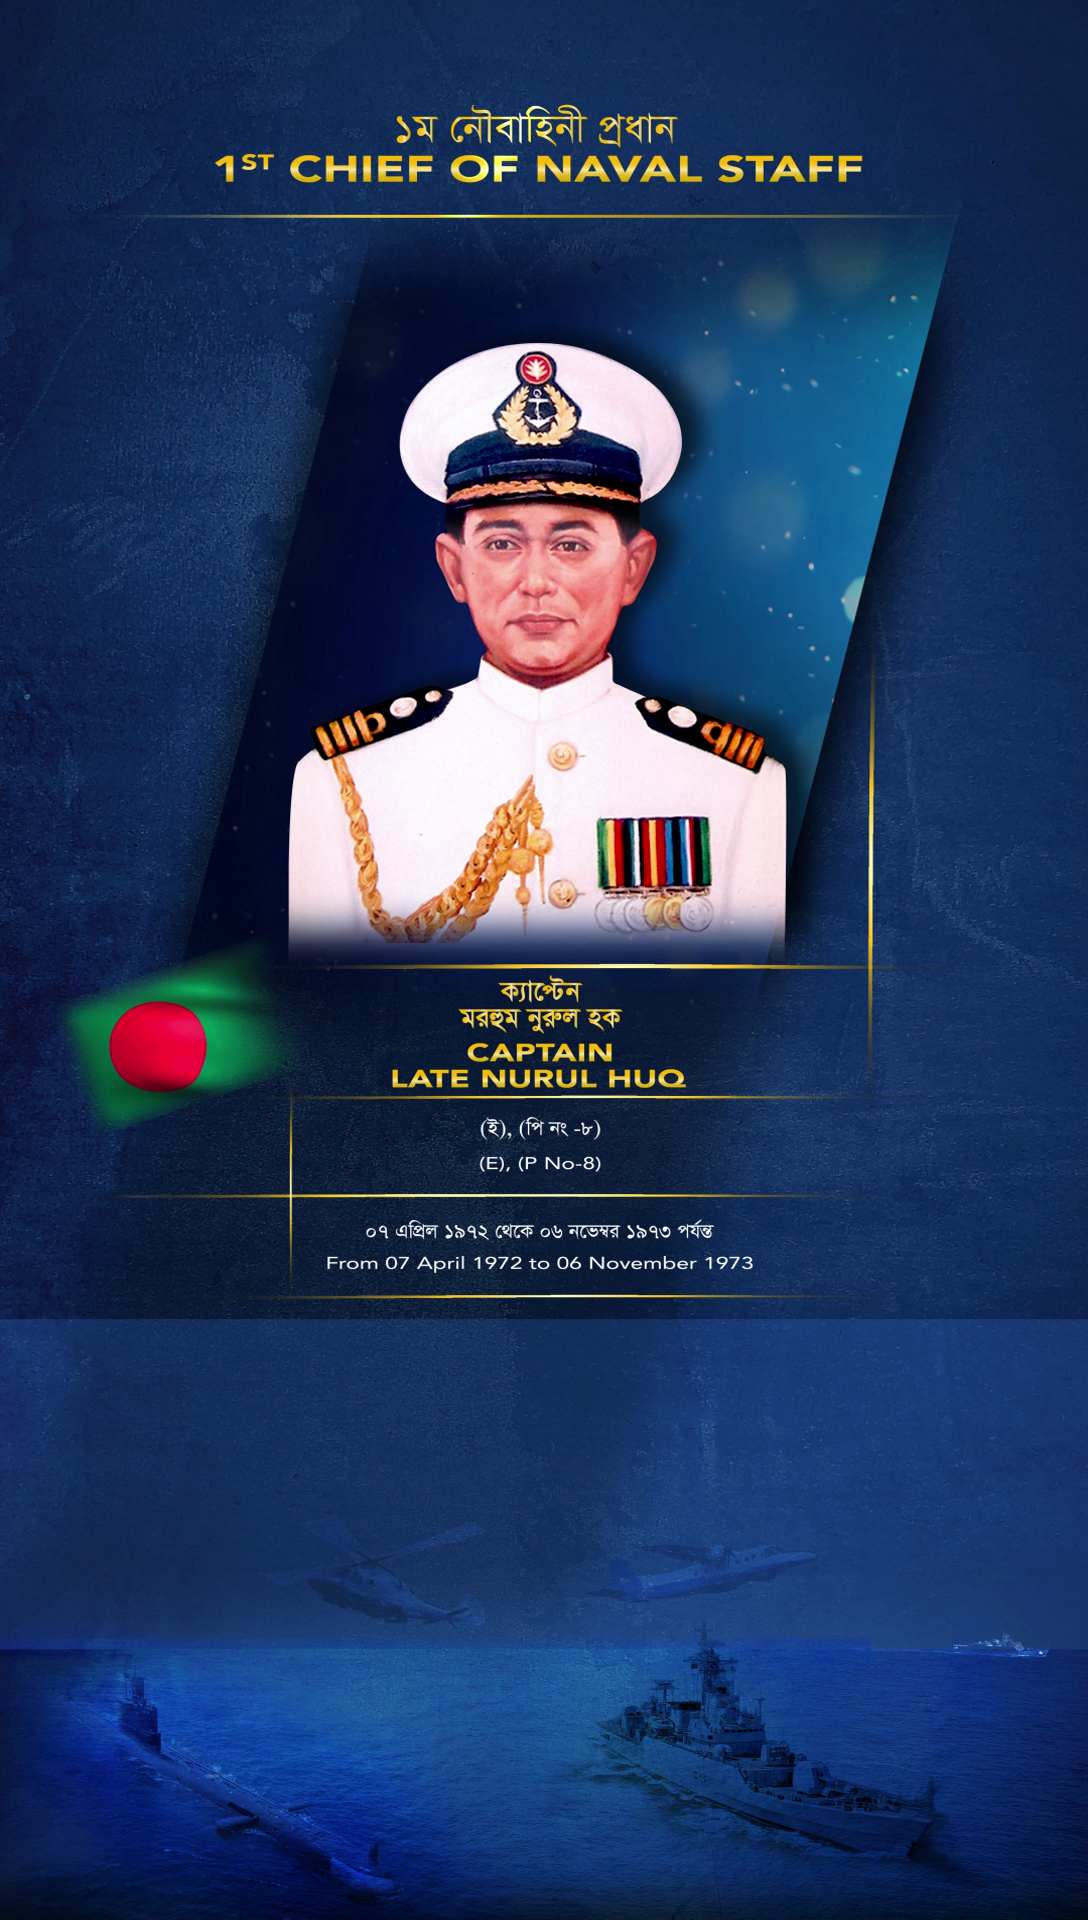 ১ম নৌবাহিনী প্রধান
1ST CHIEF OF NAVAL STAFF
ক্যাপ্টেন
মরহুম নুরুল হক
CAPTAIN
LATE NURUL HUQ
(ই), (পি নং -৮)
(E), (P No-8)
০৭ এপ্রিল ১৯৭২ থেকে ০৬ নভেম্বর ১৯৭৩ পর্যন্ত
From 07 April 1972 to 06 November 1973